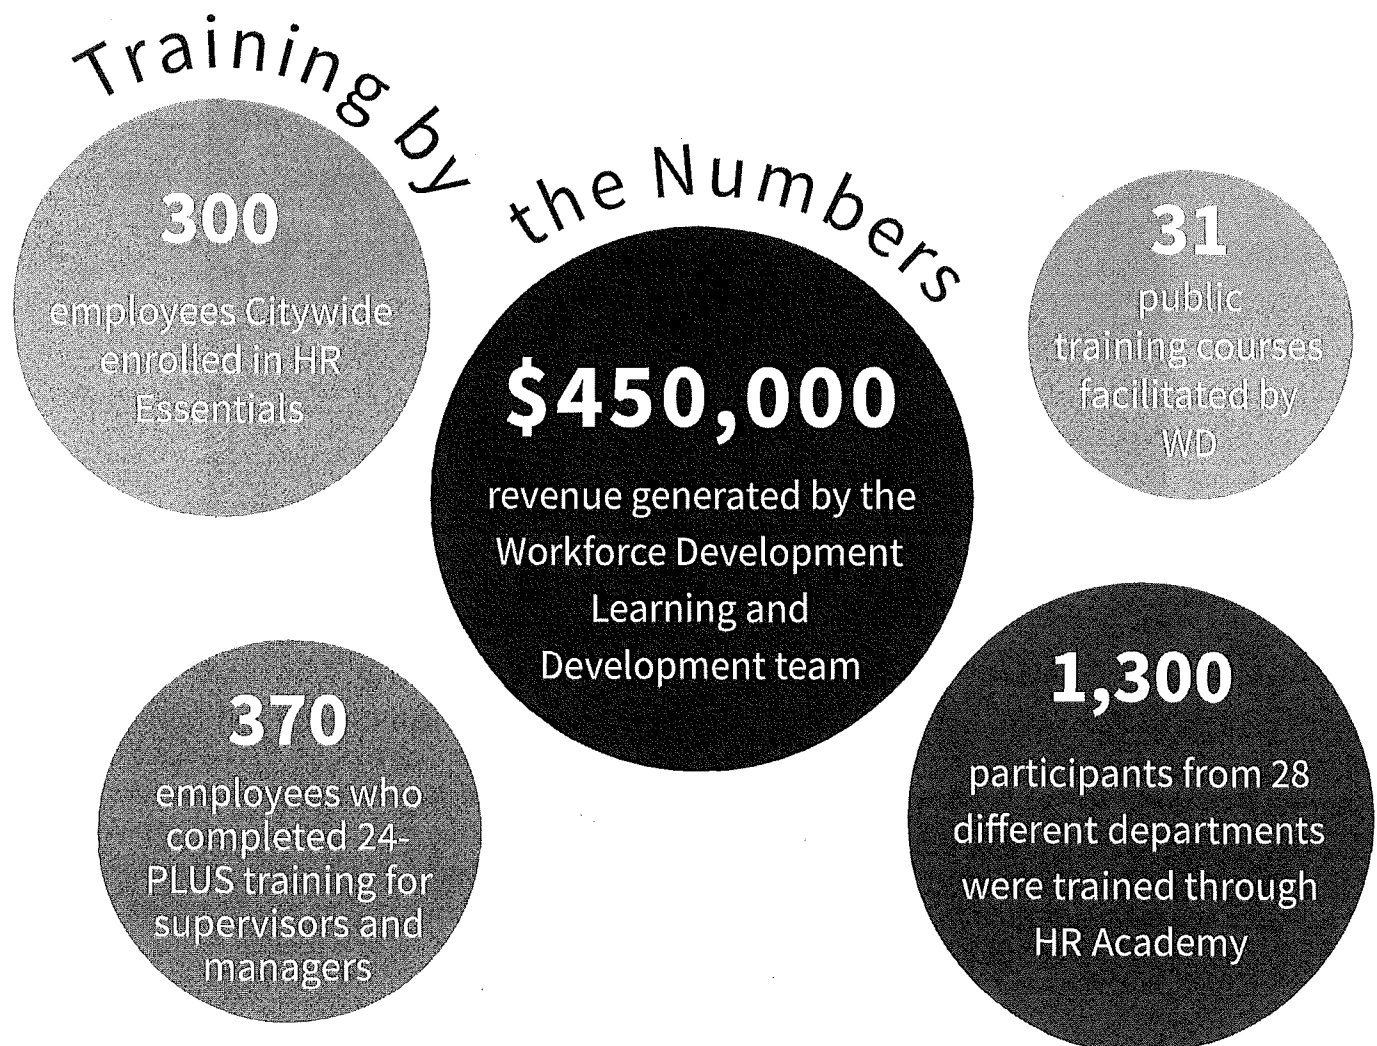 Training by
the Numbers
300
employees Citywide
enrolled in HR
Essentials
$450,000
revenue generated by the
Workforce Development
Learning and
Development team
31
public
training courses
facilitated by
WD
370
employees who
completed 24-
PLUS training for
supervisors and
managers
1,300
participants from 28
different departments
were trained through
HR Academy